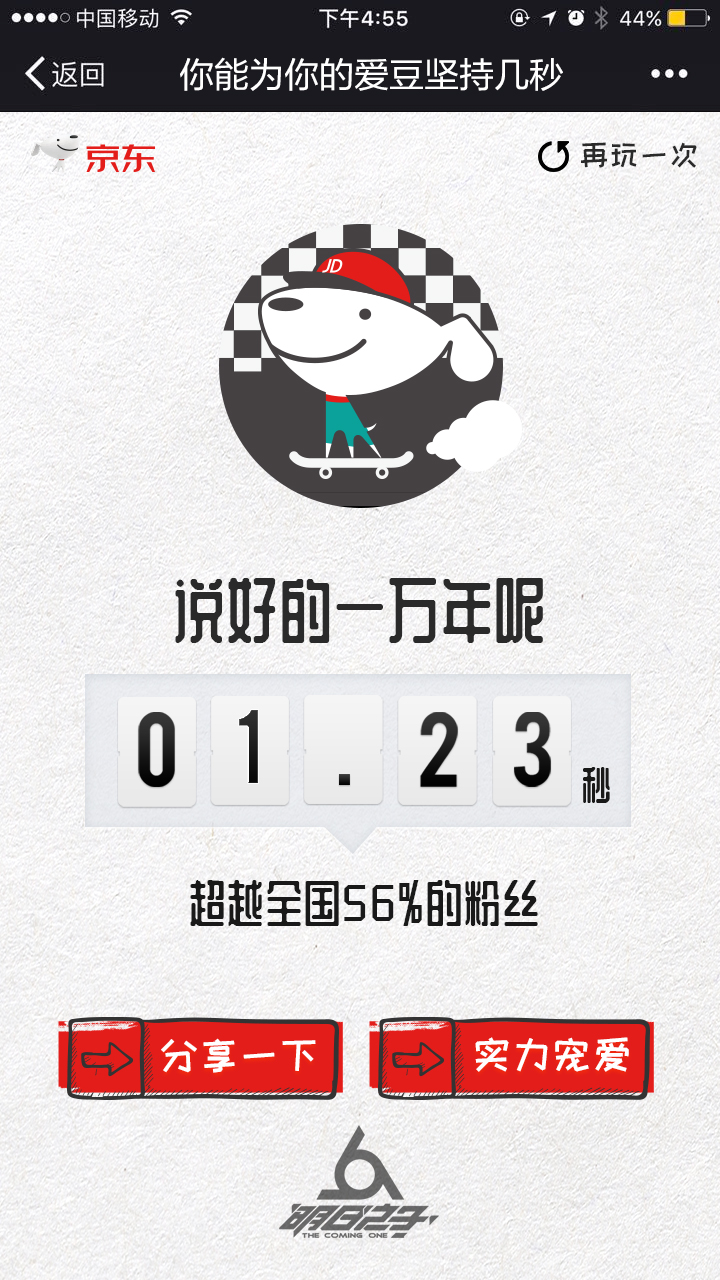 中国移动 下午4:55 44%
返回 你能为你的爱豆坚持几秒
京东 再玩一次
JD
说好的一万年呢
01.23秒
超越全国56%的粉丝
分享一下 实力宠爱
明日之子
THE COMING ONE